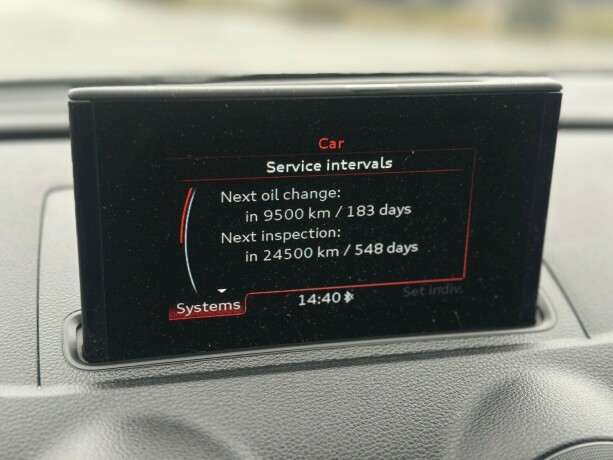 Car
Service intervals
Next oil change:
in 9500 km / 183 days
Next inspection:
in 24500 km / 548 days
Systems
14:40
Set indiv.